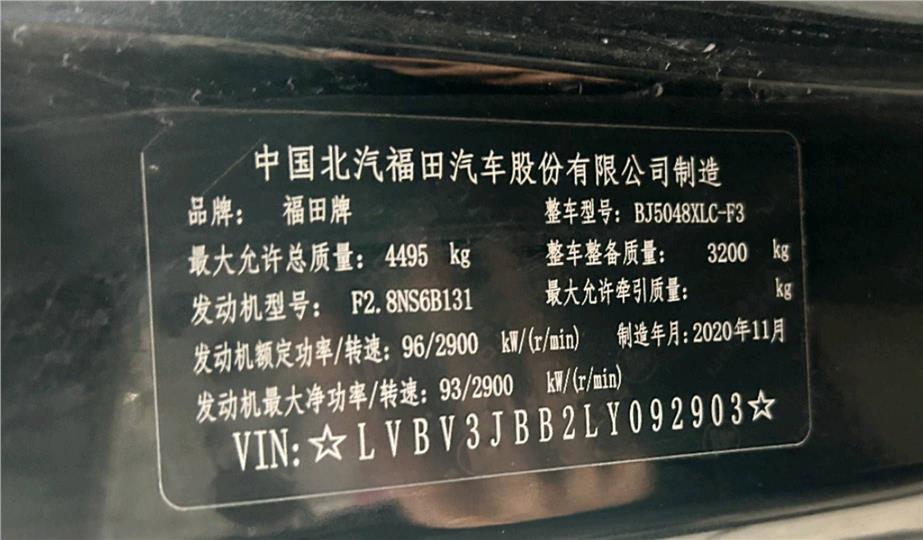 中国北汽福田汽车股份有限公司制造
品牌： 福田牌 整车型号：BJ5048XLC-F3
最大允许总质量：4495 kg 整车整备质量： 3200 kg
发动机型号： F2.8NS6B131 最大允许牵引质量： kg
发动机额定功率/转速：96/2900 kW/(r/min) 制造年月：2020年11月
发动机最大净功率/转速：93/2900 kW/(r/min)
VIN:☆LVBV3JBB2LY092903☆